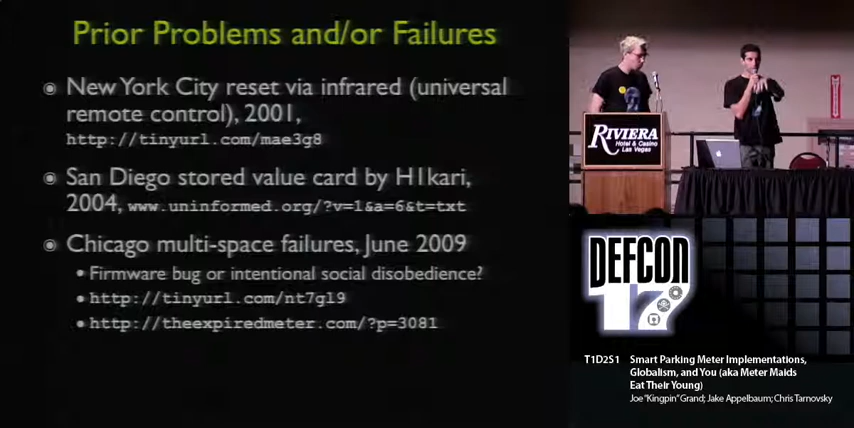 Prior Problems and/or Failures
New York City reset via infrared (universal
remote control), 2001,
http://tinyurl.com/mae3g8
San Diego stored value card by H1kari,
2004, www.uninformed.org/?v=1&a=6&t=txt
Chicago multi-space failures, June 2009
• Firmware bug or intentional social disobedience?
• http://tinyurl.com/nt7gl9
• http://theexpiredmeter.com/?p=3081
RIVIERA
Hotel & Casino
Las Vegas
DEFCON
17
T1D2S1 Smart Parking Meter Implementations,
Globalism, and You (aka Meter Maids
Eat Their Young)
Joe "Kingpin" Grand; Jake Appelbaum; Chris Tarnovsky